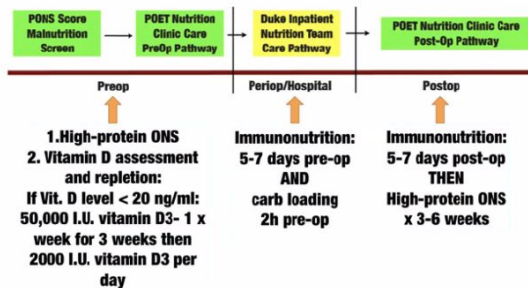 PONS Score
Malnutrition
Screen
POET Nutrition
Clinic Care
PreOp Pathway
Duke Inpatient
Nutrition Team
Care Pathway
POET Nutrition Clinic Care
Post-Op Pathway
Preop
Periop/Hospital
Postop
1.High-protein ONS
2. Vitamin D assessment
and repletion:
If Vit. D level < 20 ng/ml:
50,000 I.U. vitamin D3- 1 x
week for 3 weeks then
2000 I.U. vitamin D3 per
day
Immunonutrition:
5-7 days pre-op
AND
carb loading
2h pre-op
Immunonutrition:
5-7 days post-op
THEN
High-protein ONS
x 3-6 weeks